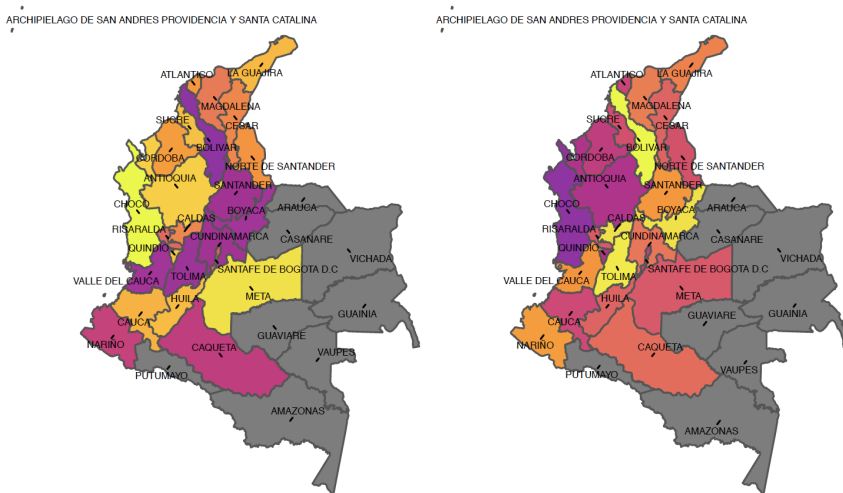 ARCHIPIELAGO DE SAN ANDRES PROVIDENCIA Y SANTA CATALINA
ATLANTICO
LA GUAJIRA
MAGDALENA
SUCRE
CESAR
BOLIVAR
CORDOBA
NORTE DE SANTANDER
ANTIOQUIA
SANTANDER
CHOCO
ARAUCA
BOYACA
CALDAS
RISARALDA
CUNDINAMARCA
CASANARE
QUINDIO
VICHADA
SANTAFE DE BOGOTA D.C
VALLE DEL CAUCA
TOLIMA
META
HUILA
GUAINIA
CAUCA
GUAVIARE
NARIÑO
CAQUETA
VAUPES
PUTUMAYO
AMAZONAS
ARCHIPIELAGO DE SAN ANDRES PROVIDENCIA Y SANTA CATALINA
ATLANTICO
LA GUAJIRA
MAGDALENA
SUCRE
CESAR
BOLIVAR
CORDOBA
NORTE DE SANTANDER
ANTIOQUIA
SANTANDER
CHOCO
ARAUCA
BOYACA
CALDAS
RISARALDA
CUNDINAMARCA
CASANARE
QUINDIO
VICHADA
SANTAFE DE BOGOTA D.C
VALLE DEL CAUCA
TOLIMA
META
HUILA
GUAINIA
CAUCA
GUAVIARE
NARIÑO
CAQUETA
VAUPES
PUTUMAYO
AMAZONAS